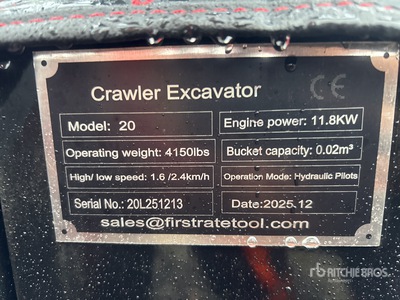 Crawler Excavator
CE
Model: 20
Engine power: 11.8KW
Operating weight: 4150lbs
Bucket capacity: 0.02m³
High/ low speed: 1.6 /2.4km/h
Operation Mode: Hydraulic Pilots
Serial No.: 20L251213
Date:2025.12
sales@firstratetool.com
rb RITCHIE BROS.